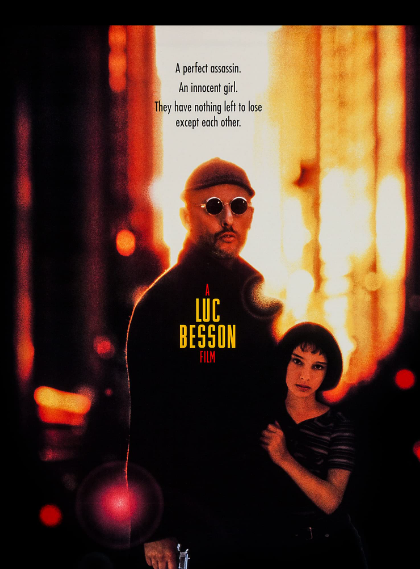 A perfect assassin.
An innocent girl.
They have nothing left to lose
except each other.
A
LUC
BESSON
FILM